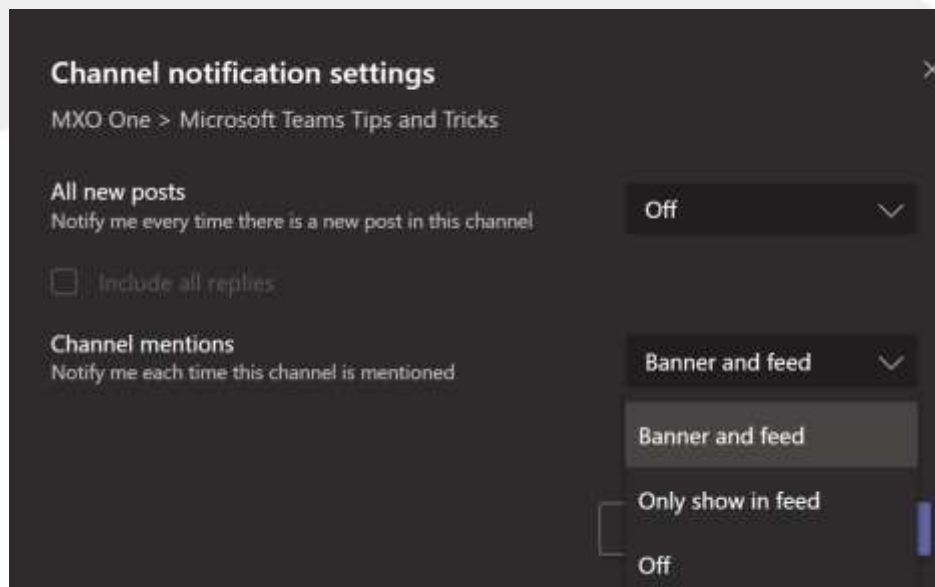 Channel notification settings
MXO One > Microsoft Teams Tips and Tricks
All new posts
Notify me every time there is a new post in this channel
Off
Include all replies
Channel mentions
Notify me each time this channel is mentioned
Banner and feed
Banner and feed
Only show in feed
Off